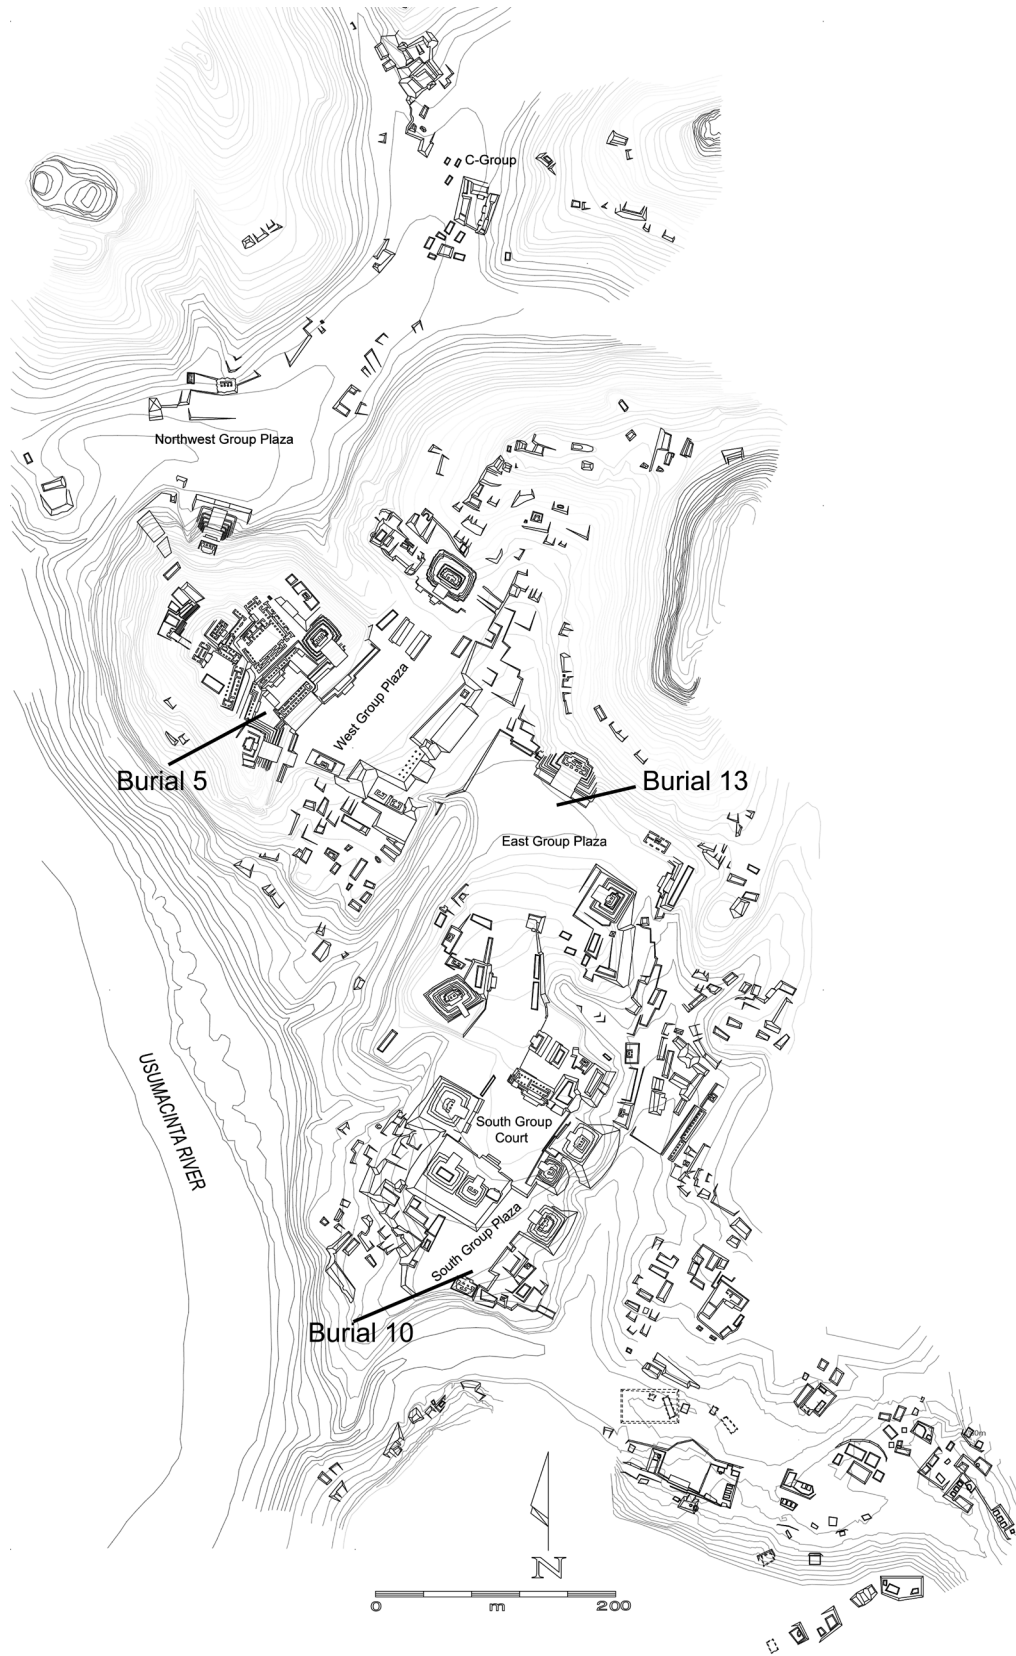 C-Group
Northwest Group Plaza
West Group Plaza
Burial 5
Burial 13
East Group Plaza
USUMACINTA RIVER
South Group
Court
South Group Plaza
Burial 10
N
0 m 200